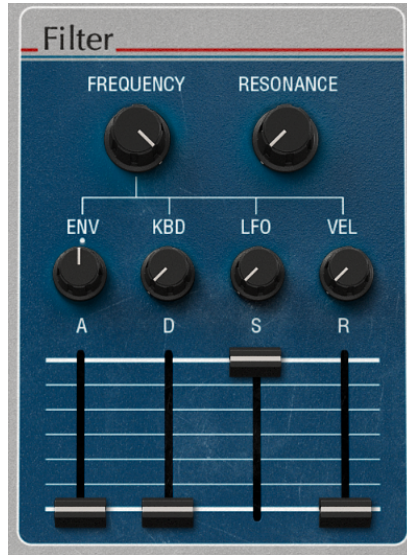 Filter
FREQUENCY RESONANCE
ENV KBD LFO VEL
A D S R